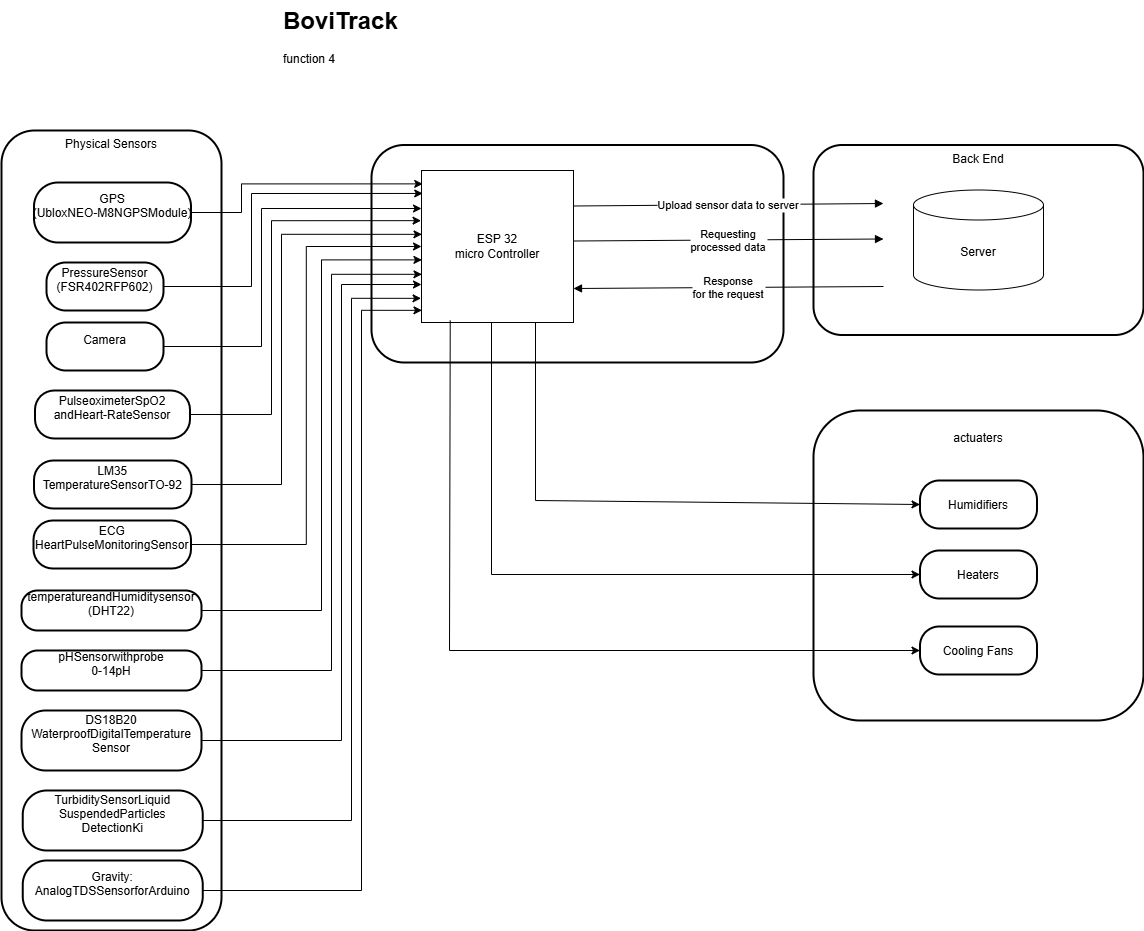 BoviTrack
function 4
Physical Sensors
GPS
(UbloxNEO-M8NGPSModule)
PressureSensor
(FSR402RFP602)
Camera
PulseoximeterSpO2
andHeart-RateSensor
LM35
TemperatureSensorTO-92
ECG
HeartPulseMonitoringSensor
temperatureandHumiditysensor
(DHT22)
pHSensorwithprobe
0-14pH
DS18B20
WaterproofDigitalTemperature
Sensor
TurbiditySensorLiquid
SuspendedParticles
DetectionKi
Gravity:
AnalogTDSSensorforArduino
ESP 32
micro Controller
Upload sensor data to server
Requesting
processed data
Response
for the request
Back End
Server
actuaters
Humidifiers
Heaters
Cooling Fans